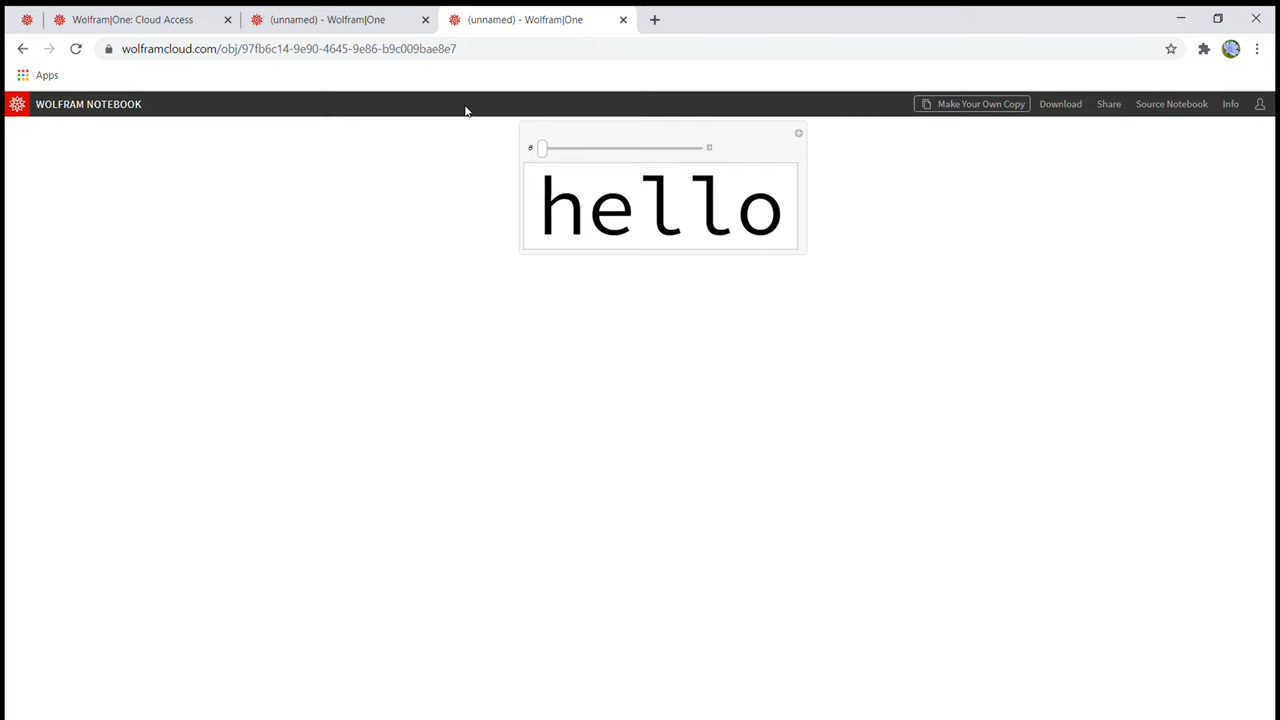 Wolfram|One: Cloud Access
(unnamed) - Wolfram|One
(unnamed) - Wolfram|One
wolframcloud.com/obj/97fb6c14-9e90-4645-9e86-b9c009bae8e7
Apps
WOLFRAM NOTEBOOK
Make Your Own Copy
Download
Share
Source Notebook
Info
θ
hello